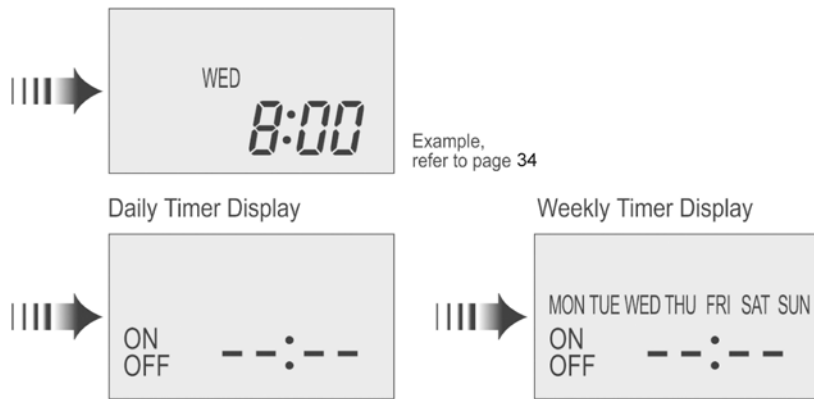 WED
8:00
Example,
refer to page 34
Daily Timer Display
Weekly Timer Display
ON
OFF
--:--
MON TUE WED THU FRI SAT SUN
ON
OFF
--:--